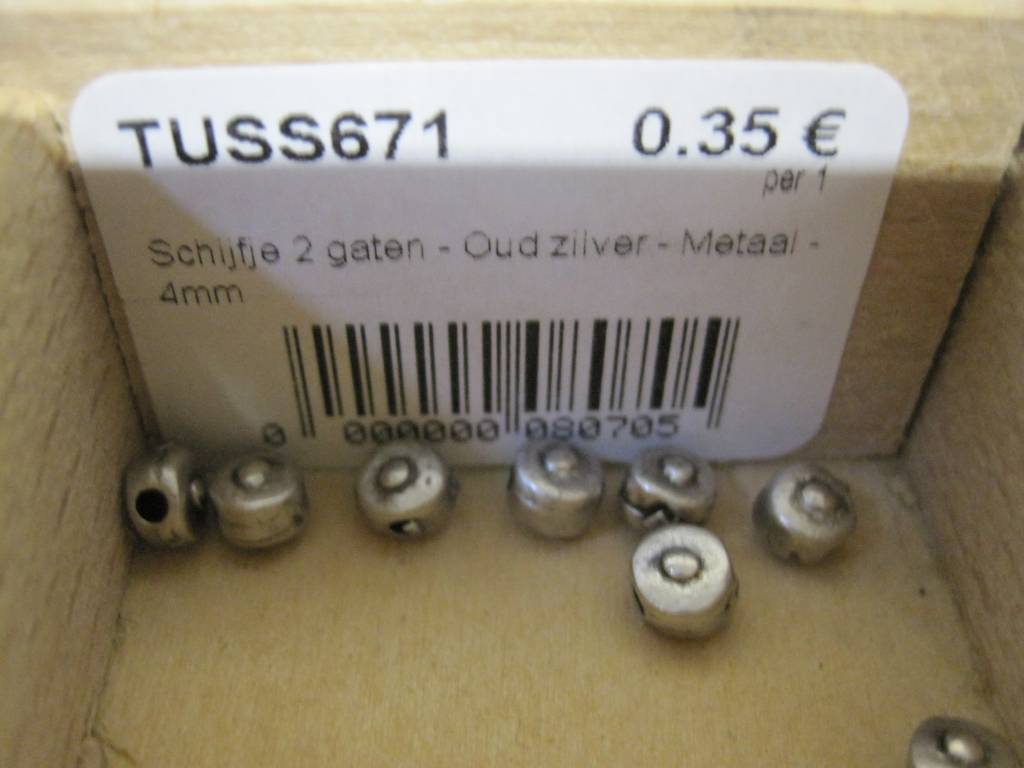 TUSS671 0.35 €
per 1
Schijfje 2 gaten - Oud zilver - Metaal -
4mm
0 000000 080705